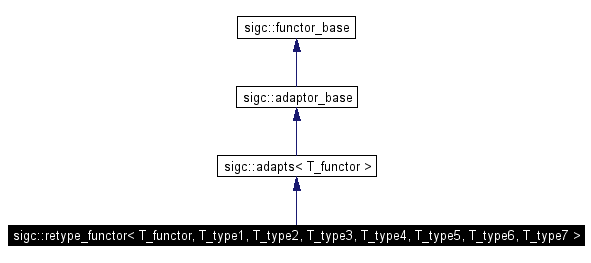 sigc::functor_base
sigc::adaptor_base
sigc::adapts< T_functor >
sigc::retype_functor< T_functor, T_type1, T_type2, T_type3, T_type4, T_type5, T_type6, T_type7 >